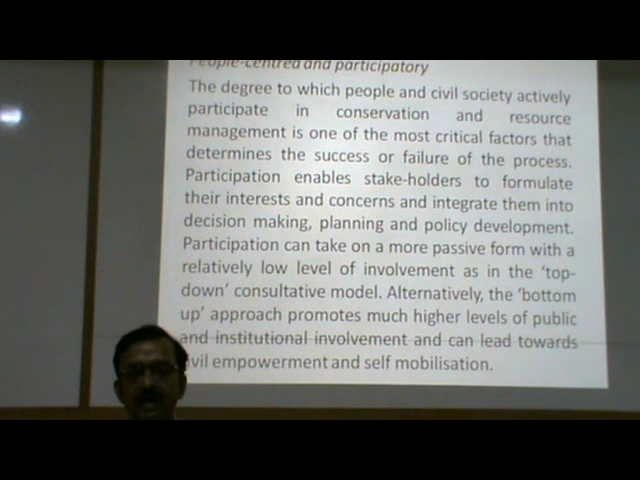 People-centred and participatory
The degree to which people and civil society actively
participate in conservation and resource
management is one of the most critical factors that
determines the success or failure of the process.
Participation enables stake-holders to formulate
their interests and concerns and integrate them into
decision making, planning and policy development.
Participation can take on a more passive form with a
relatively low level of involvement as in the ‘top-
down’ consultative model. Alternatively, the ‘bottom
up’ approach promotes much higher levels of public
and institutional involvement and can lead towards
vil empowerment and self mobilisation.